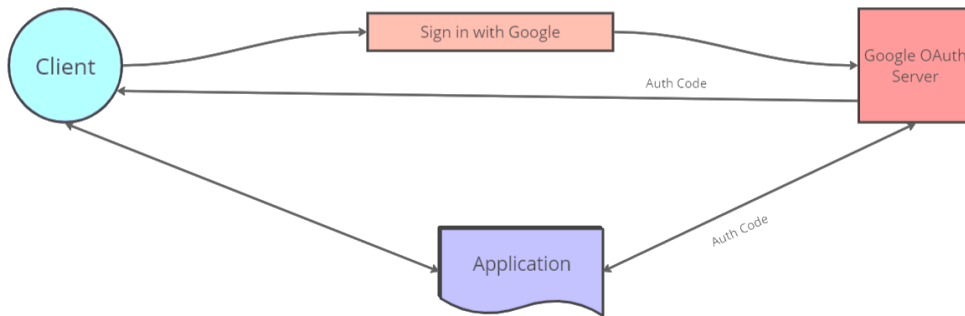 Sign in with Google
Client
Google OAuth
Server
Auth Code
Auth Code
Application